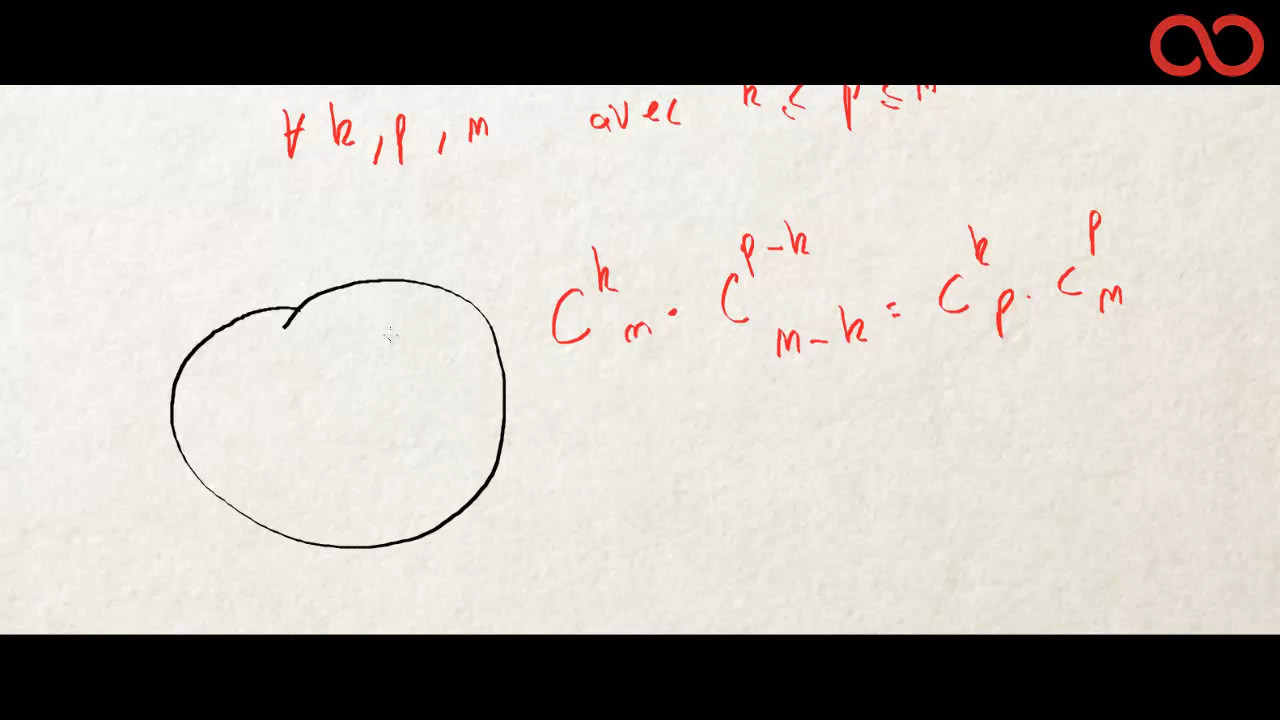 ∀ k, p, m avec k ≤ p ≤ m
C^k_m · C^{p-k}_{m-k} = C^k_p · C^p_m